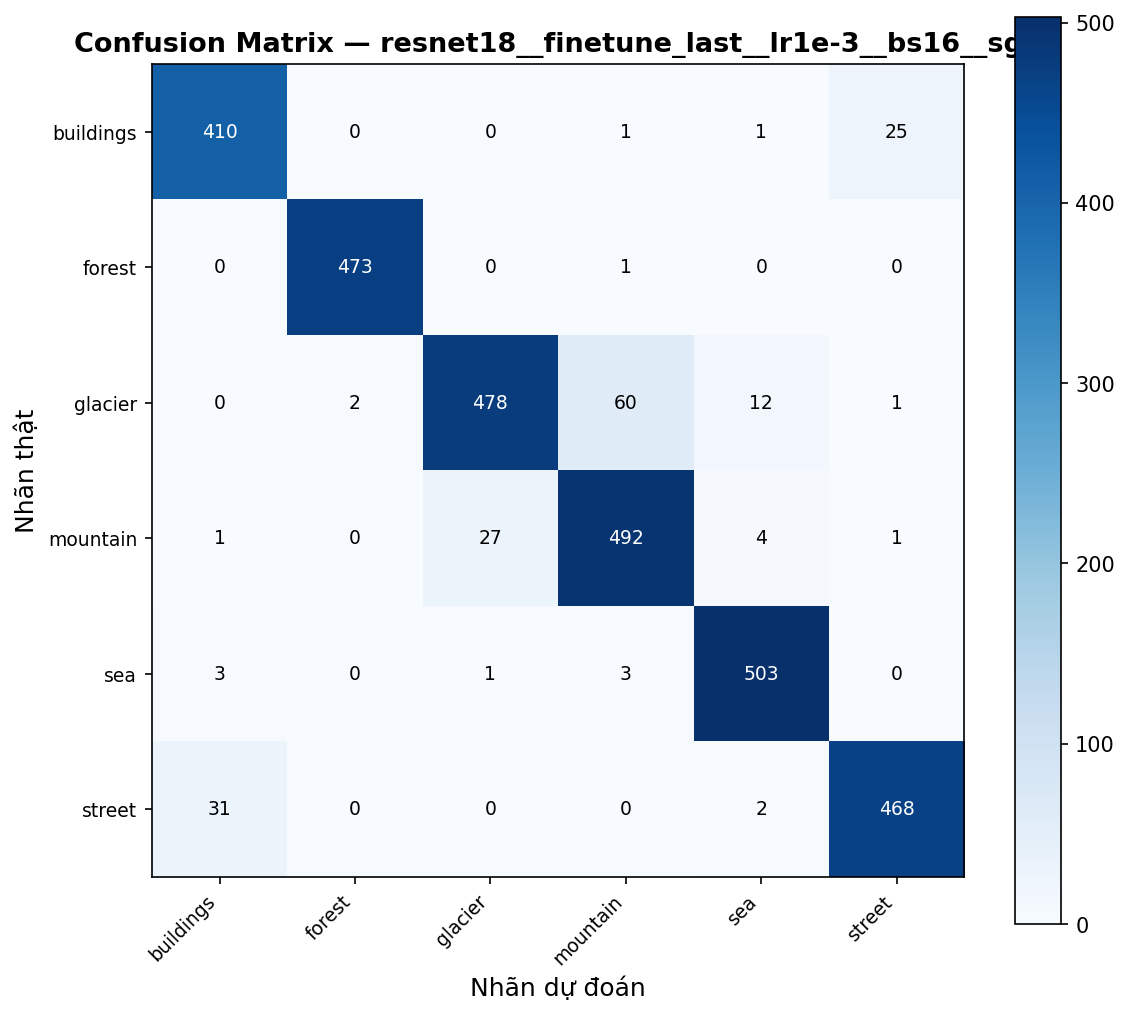 Confusion Matrix — resnet18__finetune_last__lr1e-3__bs16__sg
500
400
300
200
100
0
Nhãn thật
buildings 410 0 0 1 1 25
forest 0 473 0 1 0 0
glacier 0 2 478 60 12 1
mountain 1 0 27 492 4 1
sea 3 0 1 3 503 0
street 31 0 0 0 2 468
buildings forest glacier mountain sea street
Nhãn dự đoán